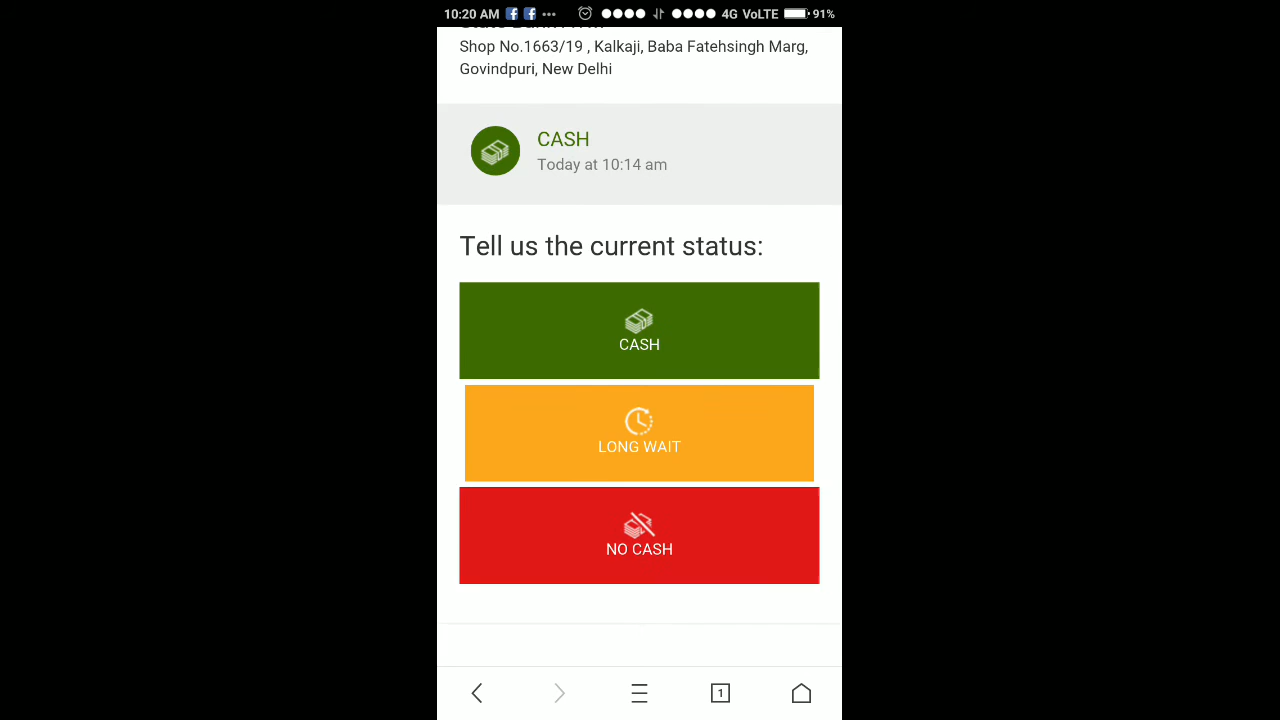 10:20 AM 4G VoLTE 91%
Shop No.1663/19 , Kalkaji, Baba Fatehsingh Marg,
Govindpuri, New Delhi
CASH
Today at 10:14 am
Tell us the current status:
CASH
LONG WAIT
NO CASH
1